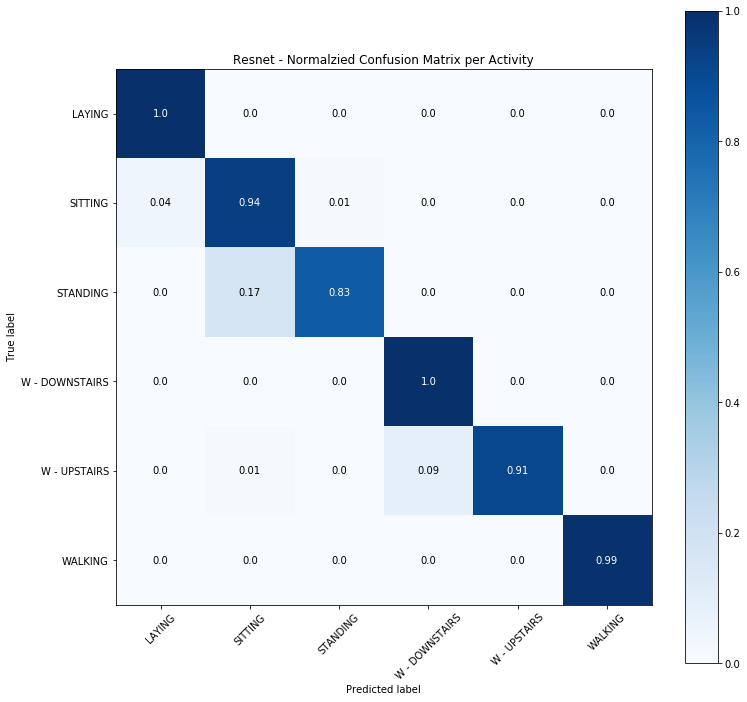 Resnet - Normalzied Confusion Matrix per Activity
1.0
0.8
0.6
0.4
0.2
0.0
True label
LAYING 1.0 0.0 0.0 0.0 0.0 0.0
SITTING 0.04 0.94 0.01 0.0 0.0 0.0
STANDING 0.0 0.17 0.83 0.0 0.0 0.0
W - DOWNSTAIRS 0.0 0.0 0.0 1.0 0.0 0.0
W - UPSTAIRS 0.0 0.01 0.0 0.09 0.91 0.0
WALKING 0.0 0.0 0.0 0.0 0.0 0.99
LAYING SITTING STANDING W - DOWNSTAIRS W - UPSTAIRS WALKING
Predicted label